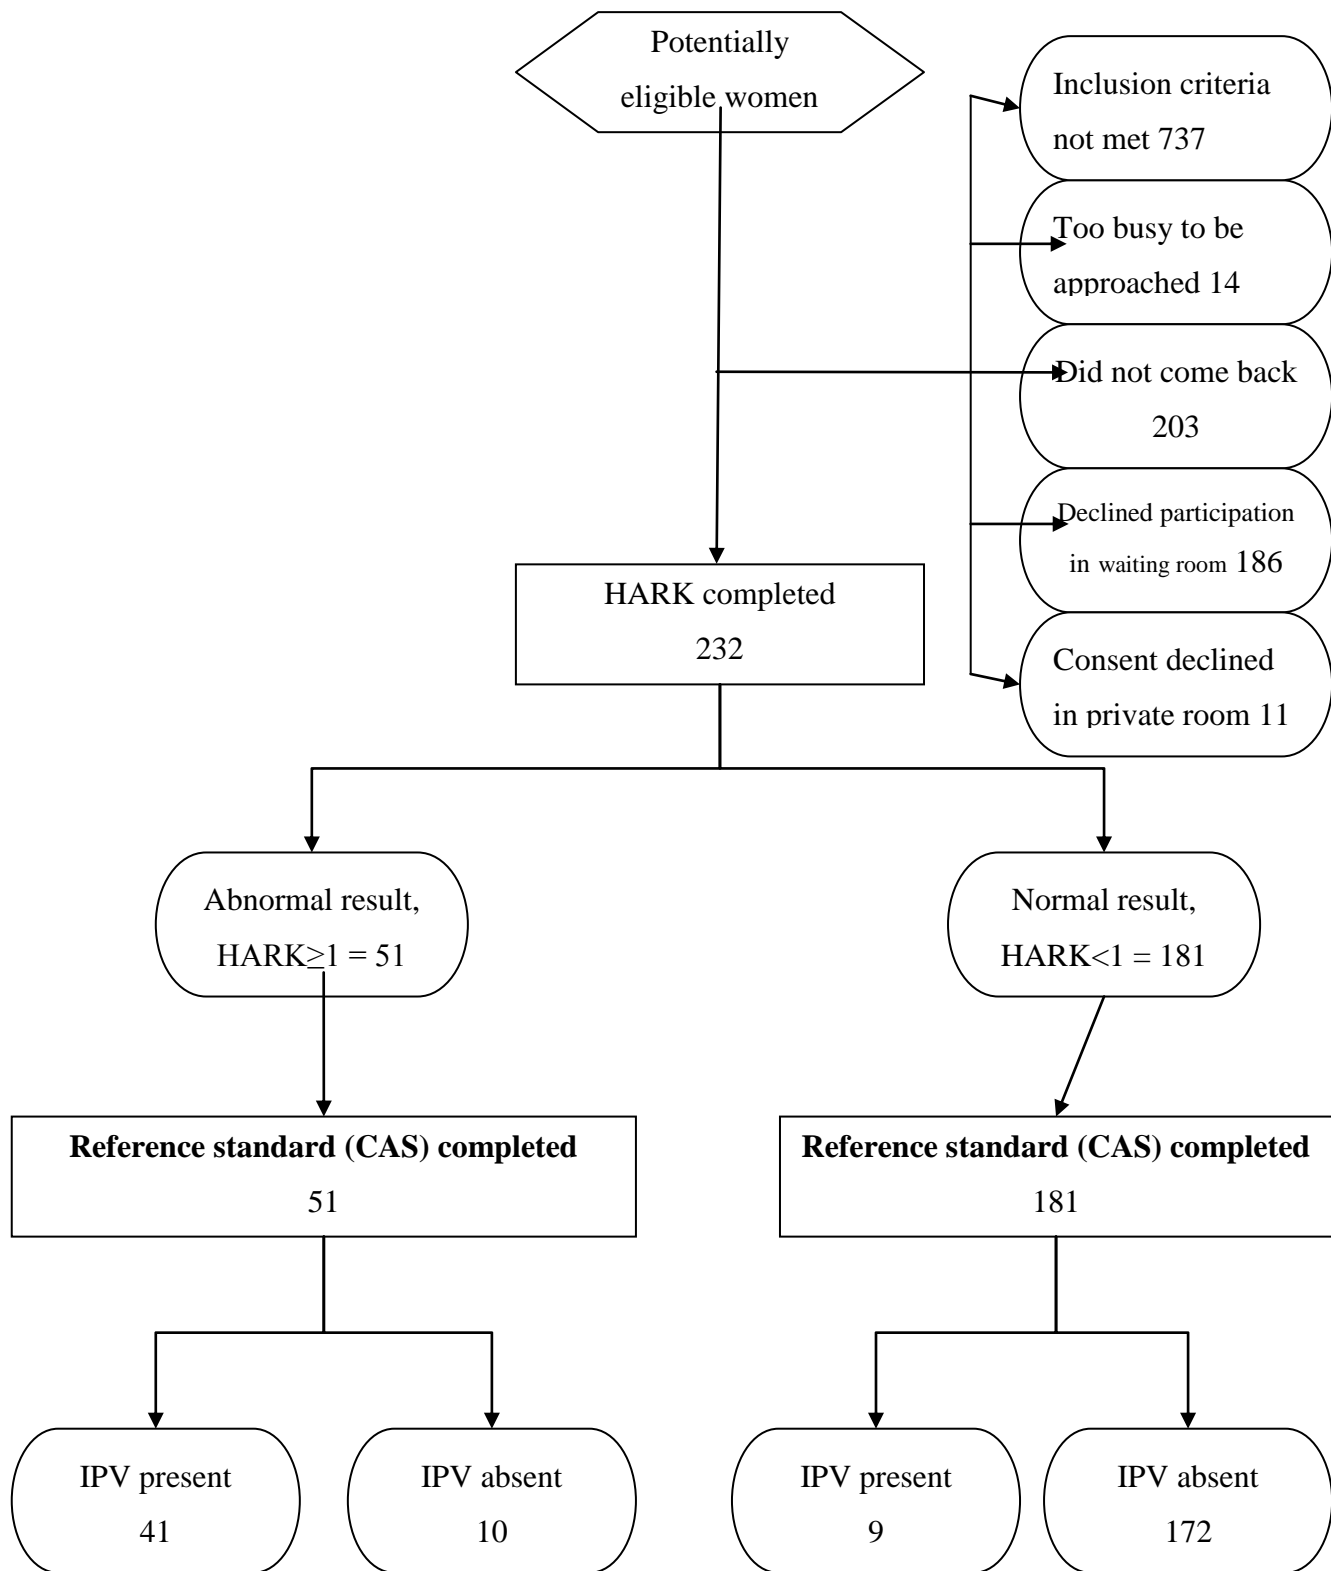 Potentially
eligible women
Inclusion criteria
not met 737
Too busy to be
approached 14
Did not come back
203
Declined participation
in waiting room 186
Consent declined
in private room 11
HARK completed
232
Abnormal result,
HARK≥1 = 51
Normal result,
HARK<1 = 181
Reference standard (CAS) completed
51
Reference standard (CAS) completed
181
IPV present
41
IPV absent
10
IPV present
9
IPV absent
172